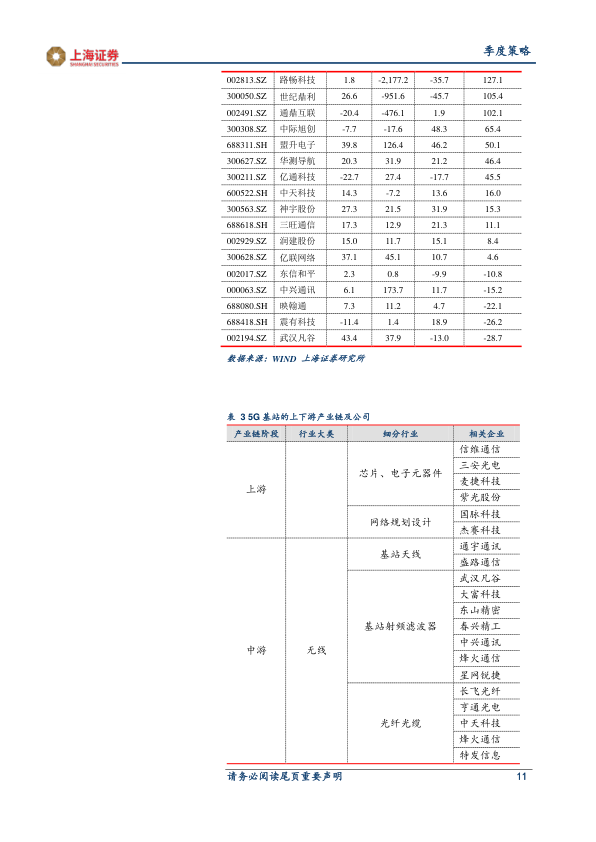 上海证券
SHANGHAI SECURITIES
季度策略
002813.SZ 路畅科技 1.8 -2,177.2 -35.7 127.1
300050.SZ 世纪鼎利 26.6 -951.6 -45.7 105.4
002491.SZ 通鼎互联 -20.4 -476.1 1.9 102.1
300308.SZ 中际旭创 -7.7 -17.6 48.3 65.4
688311.SH 盟升电子 39.8 126.4 46.2 50.1
300627.SZ 华测导航 20.3 31.9 21.2 46.4
300211.SZ 亿通科技 -22.7 27.4 -17.7 45.5
600522.SH 中天科技 14.3 -7.2 13.6 16.0
300563.SZ 神宇股份 27.3 21.5 31.9 15.3
688618.SH 三旺通信 17.3 12.9 21.3 11.1
002929.SZ 润建股份 15.0 11.7 15.1 8.4
300628.SZ 亿联网络 37.1 45.1 10.7 4.6
002017.SZ 东信和平 2.3 0.8 -9.9 -10.8
000063.SZ 中兴通讯 6.1 173.7 11.7 -15.2
688080.SH 映翰通 7.3 11.2 4.7 -22.1
688418.SH 震有科技 -11.4 1.4 18.9 -26.2
002194.SZ 武汉凡谷 43.4 37.9 -13.0 -28.7
数据来源：WIND 上海证券研究所
表 3 5G 基站的上下游产业链及公司
产业链阶段 行业大类 细分行业 相关企业
上游 芯片、电子元器件 信维通信
三安光电
麦捷科技
紫光股份
网络规划设计 国脉科技
杰赛科技
中游 无线 基站天线 通宇通讯
盛路通信
基站射频滤波器 武汉凡谷
大富科技
东山精密
春兴精工
中兴通讯
烽火通信
星网锐捷
光纤光缆 长飞光纤
亨通光电
中天科技
烽火通信
特发信息
请务必阅读尾页重要声明 11